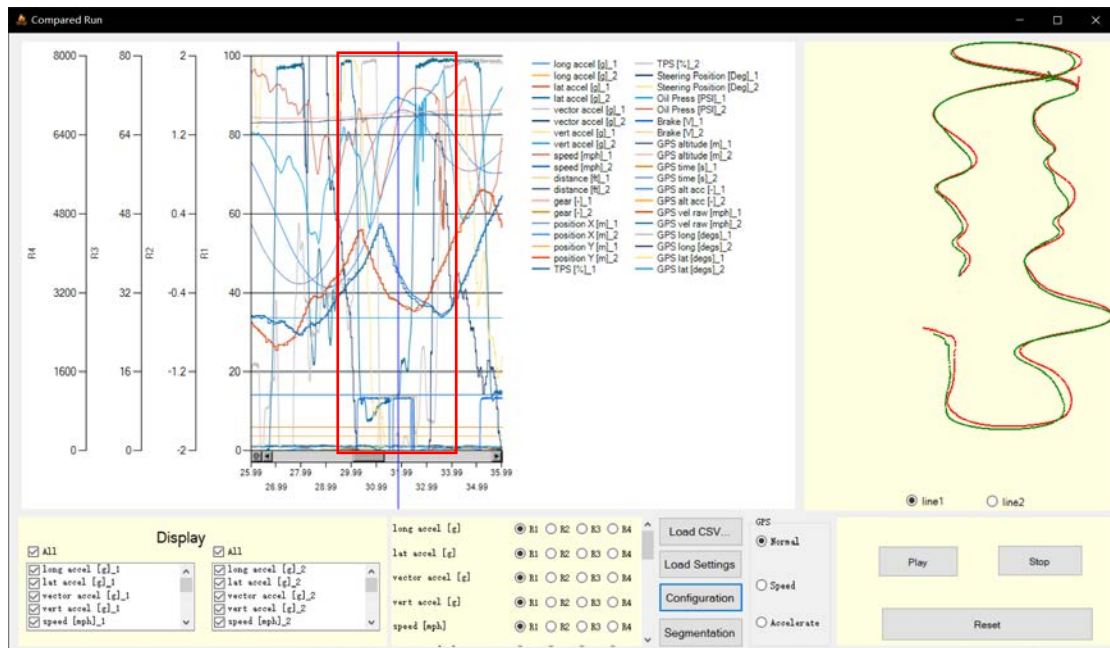 Compared Run
8000 80 2 100
6400 64 1.2 80
R4 R3 R2 R1
4800 48 0.4 60
3200 32 -0.4 40
1600 16 -1.2 20
0 0 -2 0
25.99 27.99 29.99 31.99 33.99 35.99
26.99 28.99 30.99 32.99 34.99
long accel [g]_1
long accel [g]_2
lat accel [g]_1
lat accel [g]_2
vector accel [g]_1
vector accel [g]_2
vert accel [g]_1
vert accel [g]_2
speed [mph]_1
speed [mph]_2
distance [ft]_1
distance [ft]_2
gear [-]_1
gear [-]_2
position X [m]_1
position X [m]_2
position Y [m]_1
position Y [m]_2
TPS [%]_1
TPS [%]_2
Steering Position [Deg]_1
Steering Position [Deg]_2
Oil Press [PSI]_1
Oil Press [PSI]_2
Brake [V]_1
Brake [V]_2
GPS altitude [m]_1
GPS altitude [m]_2
GPS time [s]_1
GPS time [s]_2
GPS alt acc [-]_1
GPS alt acc [-]_2
GPS vel raw [mph]_1
GPS vel raw [mph]_2
GPS long [degs]_1
GPS long [degs]_2
GPS lat [degs]_1
GPS lat [degs]_2
line1 line2
Display
All All
long accel [g]_1
lat accel [g]_1
vector accel [g]_1
vert accel [g]_1
speed [mph]_1
long accel [g]_2
lat accel [g]_2
vector accel [g]_2
vert accel [g]_2
speed [mph]_2
long accel [g] R1 R2 R3 R4
lat accel [g] R1 R2 R3 R4
vector accel [g] R1 R2 R3 R4
vert accel [g] R1 R2 R3 R4
speed [mph] R1 R2 R3 R4
Load CSV...
Load Settings
Configuration
Segmentation
GPS
Normal
Speed
Accelerate
Play Stop
Reset